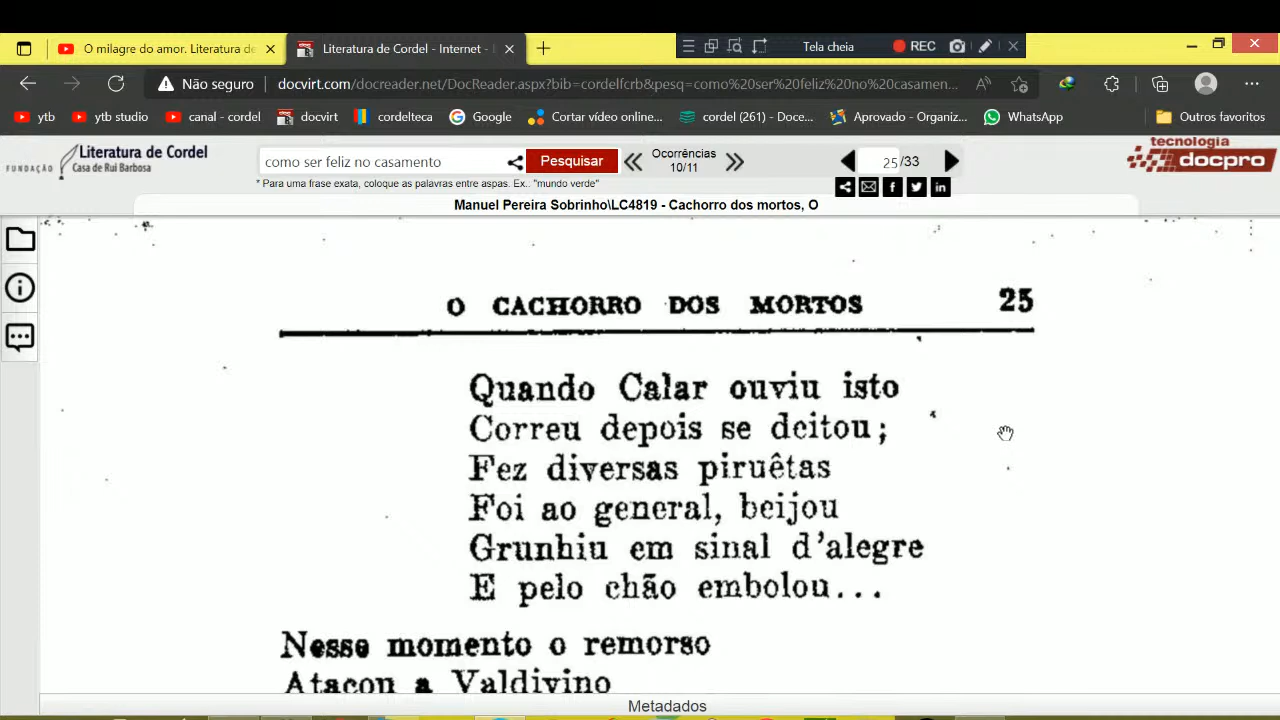 O milagre do amor. Literatura de
Literatura de Cordel - Internet -
Tela cheia
REC
Não seguro
docvirt.com/docreader.net/DocReader.aspx?bib=cordelfcrb&pesq=como%20ser%20feliz%20no%20casamen...
ytb
ytb studio
canal - cordel
docvirt
cordelteca
Google
Cortar vídeo online...
cordel (261) - Doce...
Aprovado - Organiz...
WhatsApp
Outros favoritos
FUNDAÇÃO
Literatura de Cordel
Casa de Rui Barbosa
como ser feliz no casamento
Pesquisar
Ocorrências
10/11
25 /33
* Para uma frase exata, coloque as palavras entre aspas. Ex.. "mundo verde"
tecnologia
docpro
Manuel Pereira Sobrinho\LC4819 - Cachorro dos mortos, O
O CACHORRO DOS MORTOS 25
Quando Calar ouviu isto
Correu depois se deitou;
Fez diversas piruêtas
Foi ao general, beijou
Grunhiu em sinal d'alegre
E pelo chão embolou...
Nesse momento o remorso
Atacou a Valdivino
Metadados